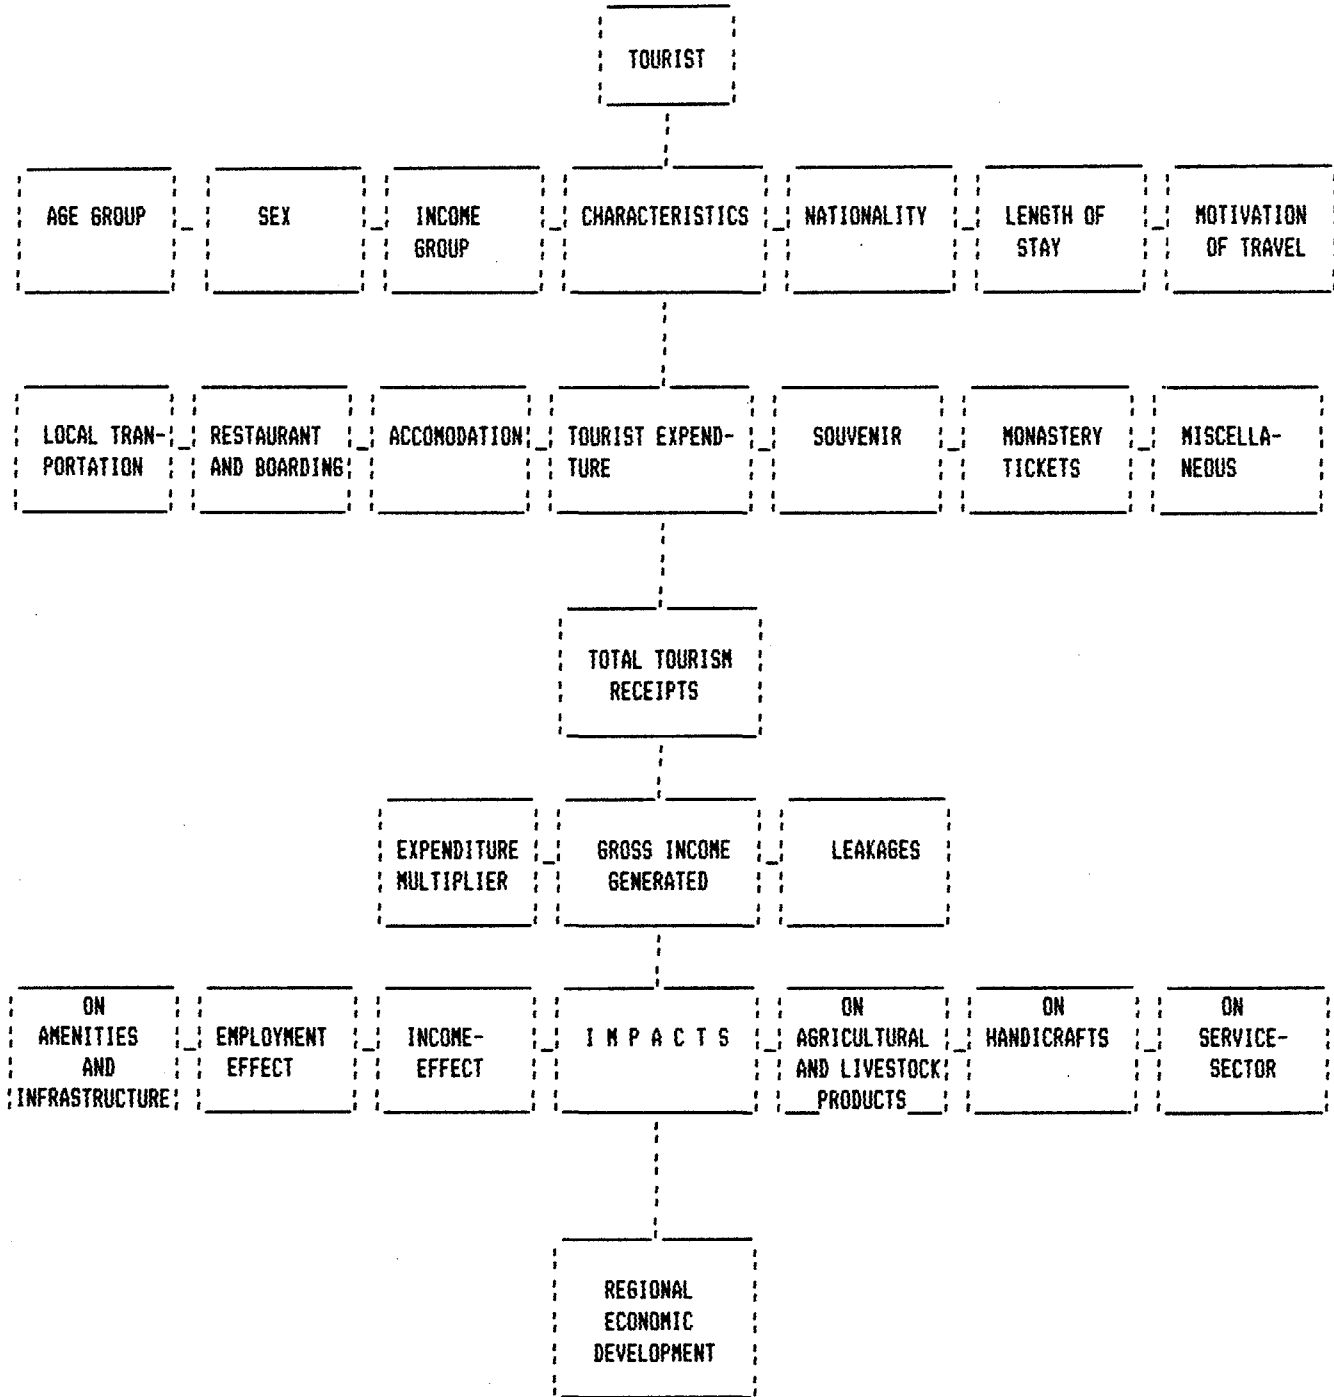 TOURIST
AGE GROUP
SEX
INCOME
GROUP
CHARACTERISTICS
NATIONALITY
LENGTH OF
STAY
MOTIVATION
OF TRAVEL
LOCAL TRAN-
PORTATION
RESTAURANT
AND BOARDING
ACCOMODATION
TOURIST EXPEND-
TURE
SOUVENIR
MONASTERY
TICKETS
MISCELLA-
NEOUS
TOTAL TOURISM
RECEIPTS
EXPENDITURE
MULTIPLIER
GROSS INCOME
GENERATED
LEAKAGES
ON
AMENITIES
AND
INFRASTRUCTURE
EMPLOYMENT
EFFECT
INCOME-
EFFECT
I M P A C T S
ON
AGRICULTURAL
AND LIVESTOCK
PRODUCTS
ON
HANDICRAFTS
ON
SERVICE-
SECTOR
REGIONAL
ECONOMIC
DEVELOPMENT